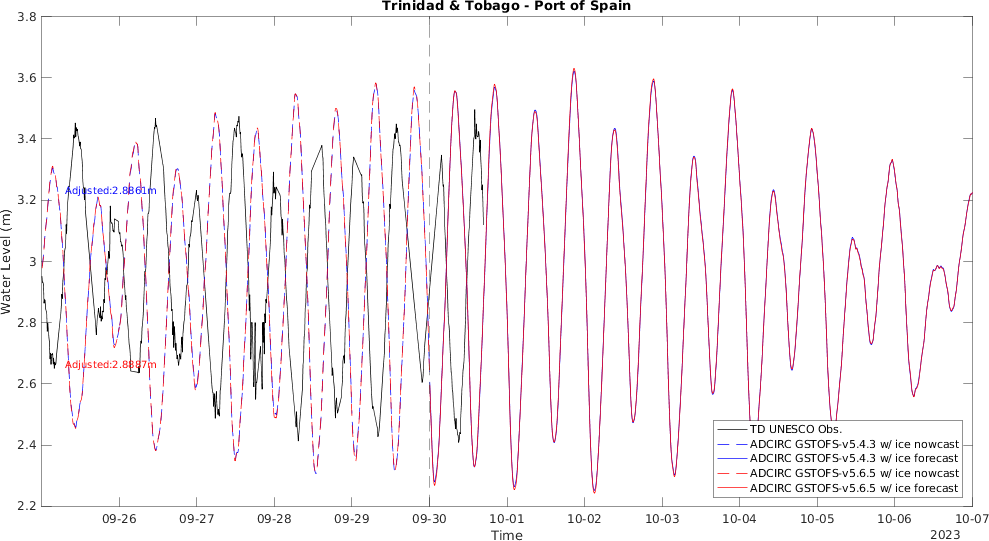 Trinidad & Tobago - Port of Spain
3.8
3.6
3.4
3.2
3
2.8
2.6
2.4
2.2
Water Level (m)
Adjusted:2.8861m
Adjusted:2.8887m
TD UNESCO Obs.
ADCIRC GSTOFS-v5.4.3 w/ ice nowcast
ADCIRC GSTOFS-v5.4.3 w/ ice forecast
ADCIRC GSTOFS-v5.6.5 w/ ice nowcast
ADCIRC GSTOFS-v5.6.5 w/ ice forecast
09-26 09-27 09-28 09-29 09-30 10-01 10-02 10-03 10-04 10-05 10-06 10-07
Time
2023